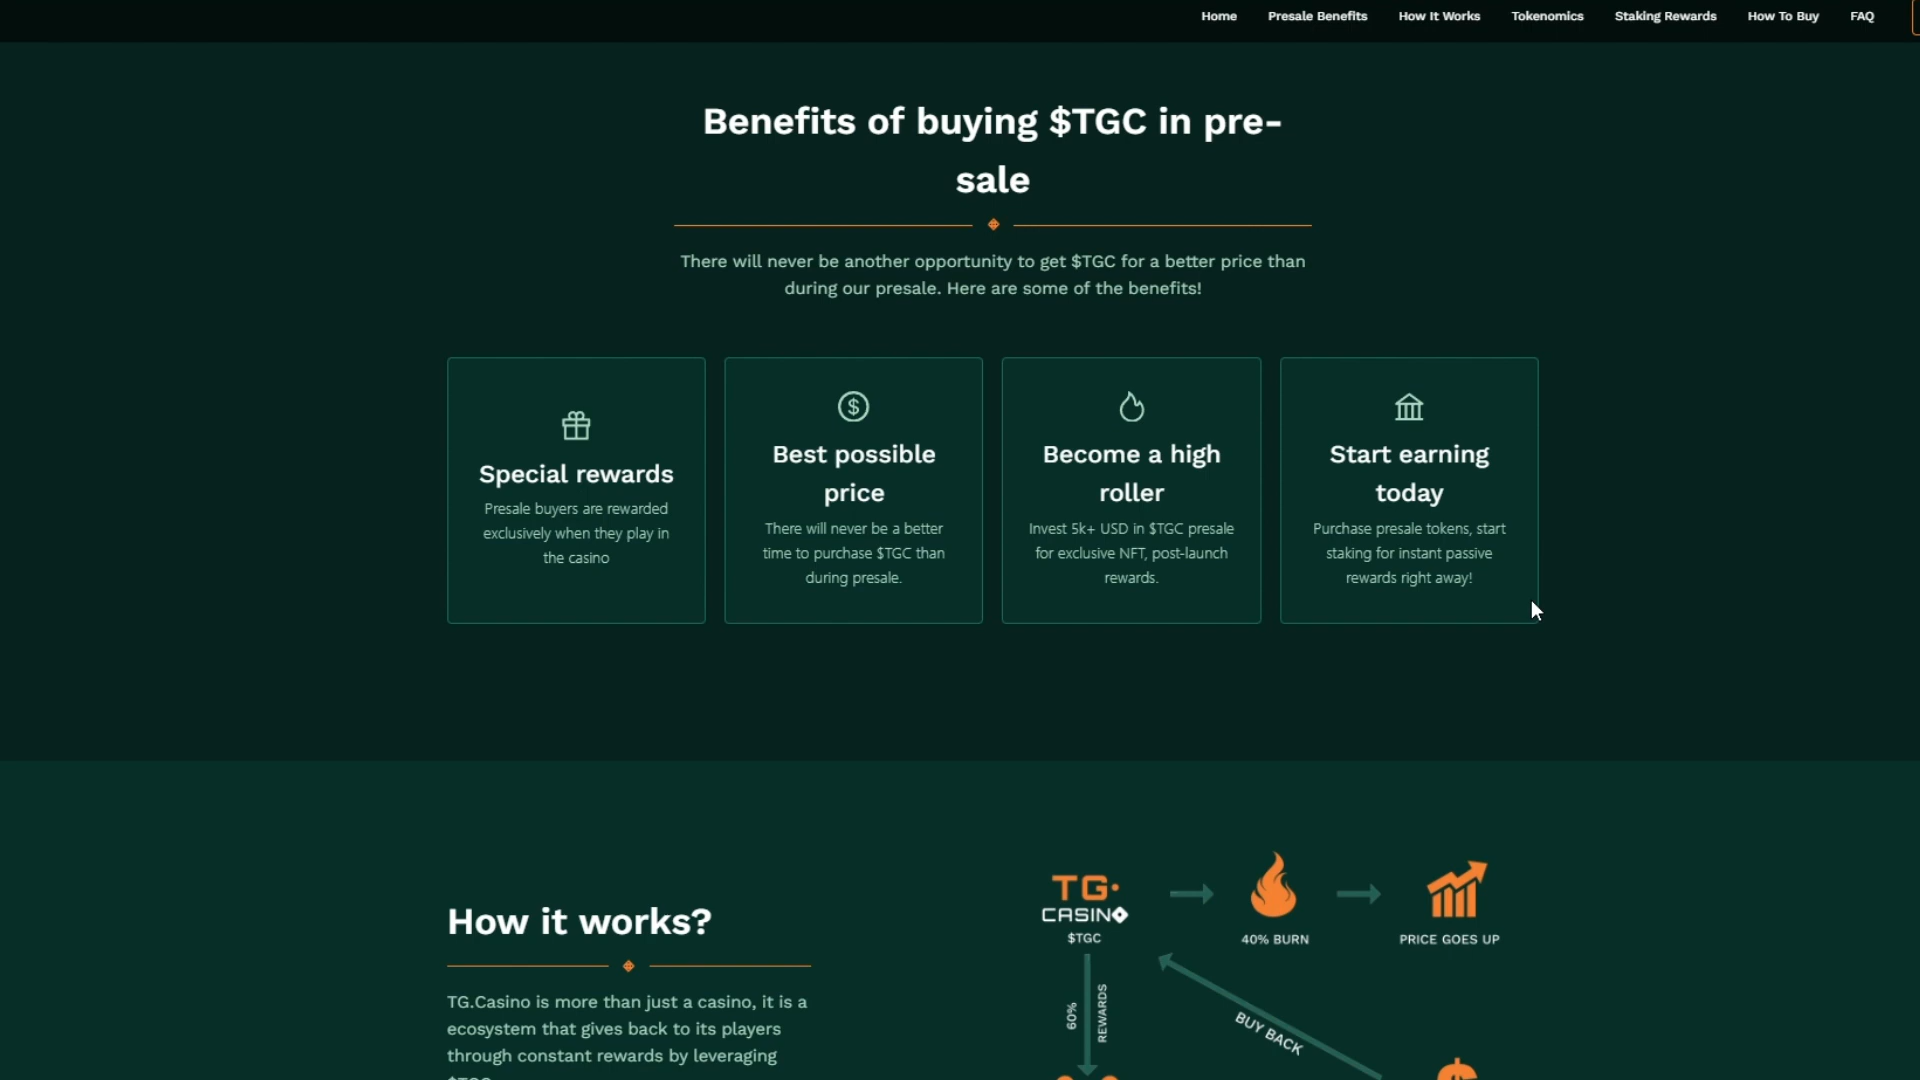 Home Presale Benefits How It Works Tokenomics Staking Rewards How To Buy FAQ
Benefits of buying $TGC in pre-
sale
There will never be another opportunity to get $TGC for a better price than
during our presale. Here are some of the benefits!
Special rewards
Presale buyers are rewarded
exclusively when they play in
the casino
Best possible
price
There will never be a better
time to purchase $TGC than
during presale.
Become a high
roller
Invest 5k+ USD in $TGC presale
for exclusive NFT, post-launch
rewards.
Start earning
today
Purchase presale tokens, start
staking for instant passive
rewards right away!
How it works?
TG.Casino is more than just a casino, it is a
ecosystem that gives back to its players
through constant rewards by leveraging
TG.
CASINO
$TGC
40% BURN
PRICE GOES UP
60%
REWARDS
BUY BACK